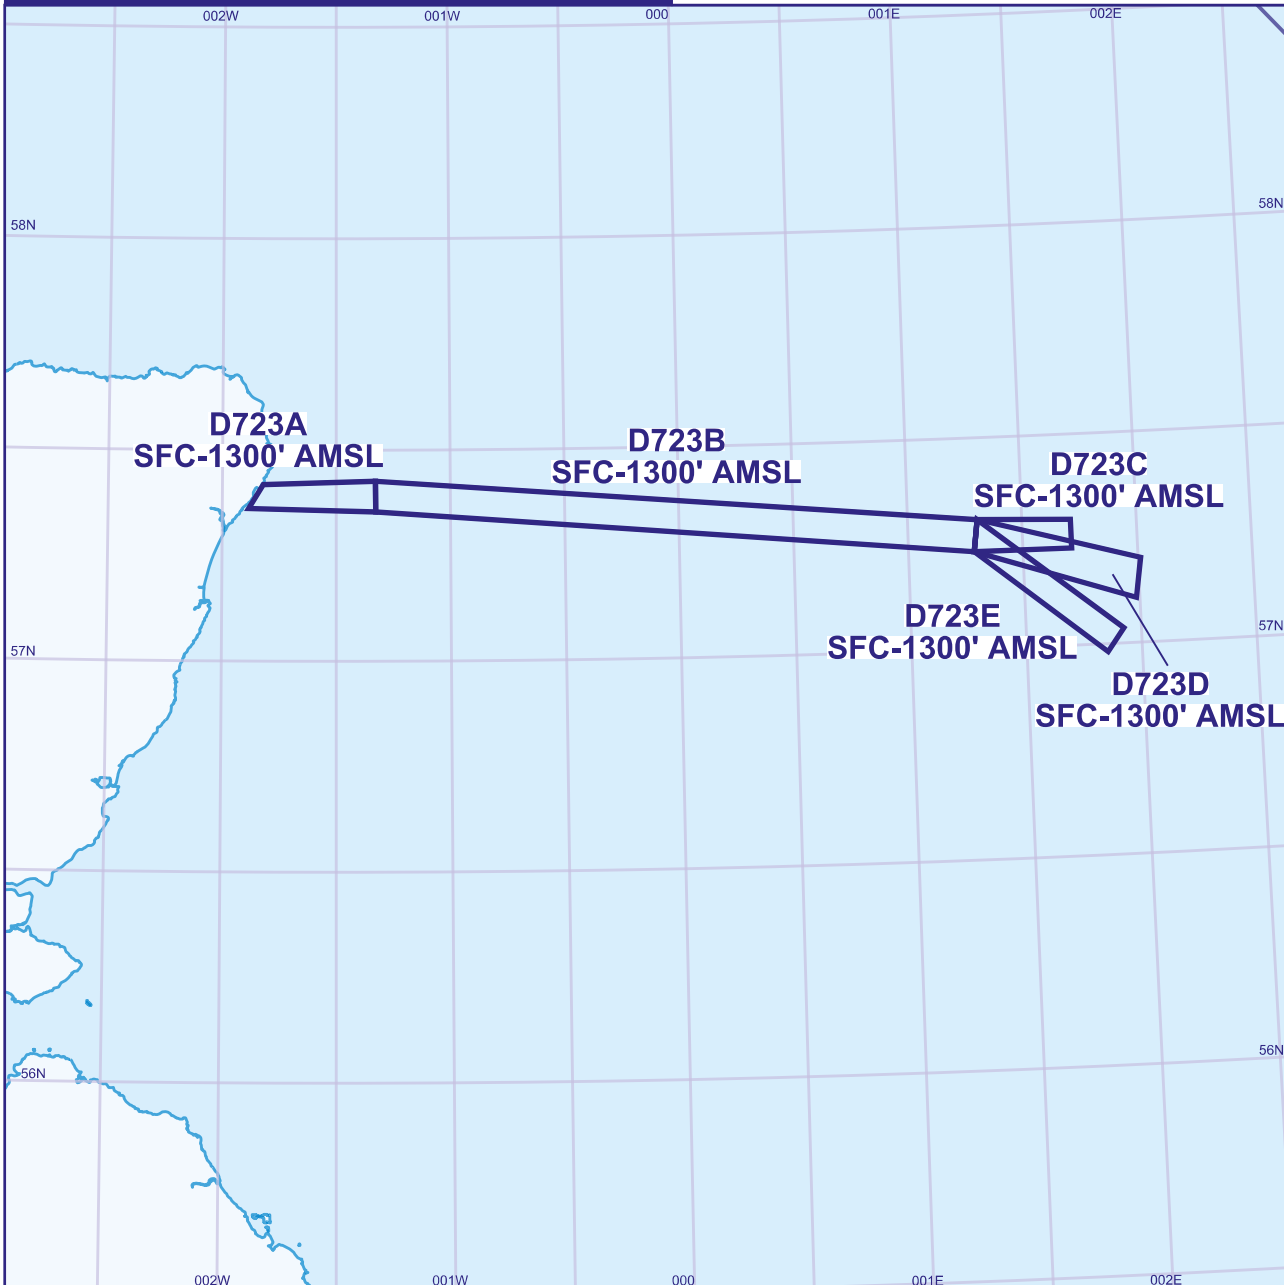 002W 001W 000 001E 002E
58N 58N
D723A
SFC-1300' AMSL
D723B
SFC-1300' AMSL
D723C
SFC-1300' AMSL
D723E
SFC-1300' AMSL
57N 57N
D723D
SFC-1300' AMSL
56N 56N
002W 001W 000 001E 002E